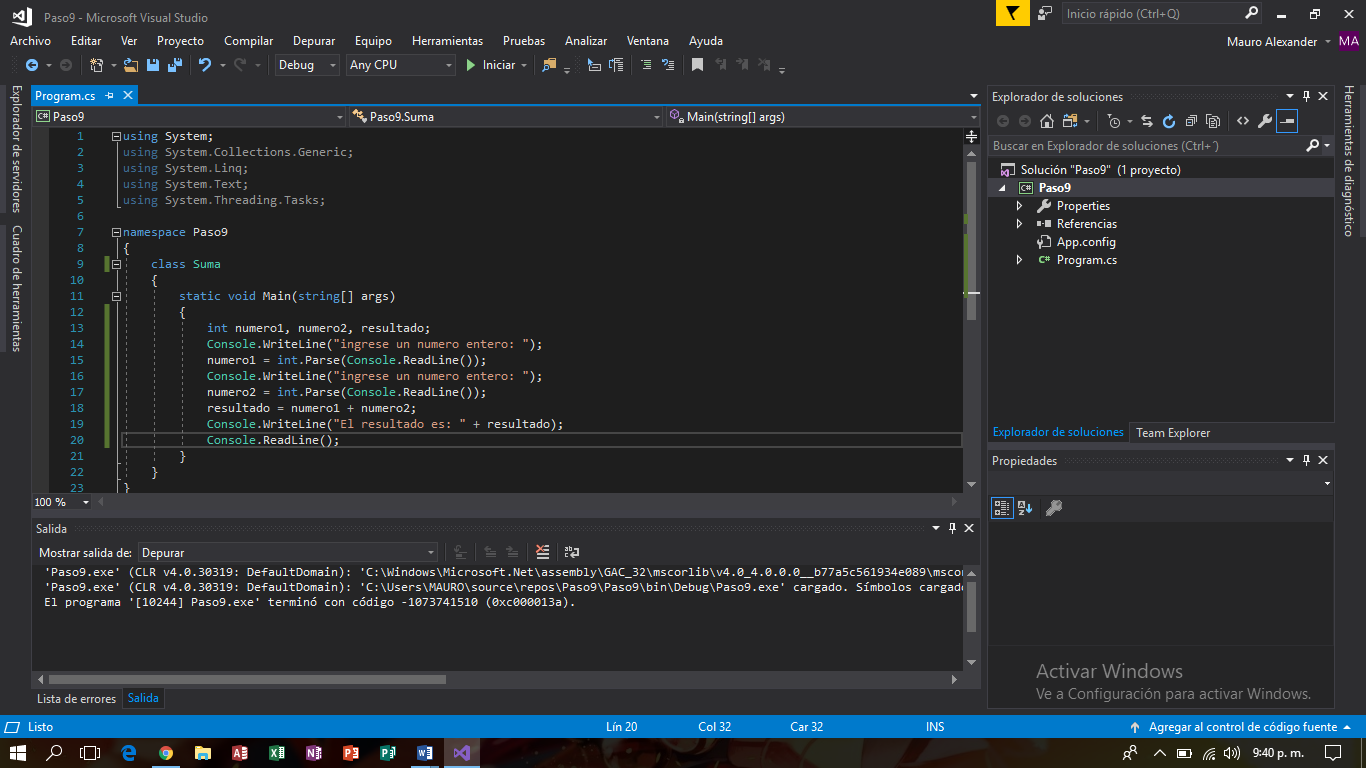 Paso9 - Microsoft Visual Studio
Inicio rápido (Ctrl+Q)
Archivo Editar Ver Proyecto Compilar Depurar Equipo Herramientas Pruebas Analizar Ventana Ayuda
Mauro Alexander MA
Debug Any CPU Iniciar
Explorador de servidores
Cuadro de herramientas
Program.cs
C# Paso9 Paso9.Suma Main(string[] args)
1 using System;
2 using System.Collections.Generic;
3 using System.Linq;
4 using System.Text;
5 using System.Threading.Tasks;
6
7 namespace Paso9
8 {
9 class Suma
10 {
11 static void Main(string[] args)
12 {
13 int numero1, numero2, resultado;
14 Console.WriteLine("ingrese un numero entero: ");
15 numero1 = int.Parse(Console.ReadLine());
16 Console.WriteLine("ingrese un numero entero: ");
17 numero2 = int.Parse(Console.ReadLine());
18 resultado = numero1 + numero2;
19 Console.WriteLine("El resultado es: " + resultado);
20 Console.ReadLine();
21 }
22 }
23 }
100 %
Salida
Mostrar salida de: Depurar
'Paso9.exe' (CLR v4.0.30319: DefaultDomain): 'C:\Windows\Microsoft.Net\assembly\GAC_32\mscorlib\v4.0_4.0.0.0__b77a5c561934e089\mscor
'Paso9.exe' (CLR v4.0.30319: DefaultDomain): 'C:\Users\MAURO\source\repos\Paso9\Paso9\bin\Debug\Paso9.exe' cargado. Símbolos cargado
El programa '[10244] Paso9.exe' terminó con código -1073741510 (0xc000013a).
Lista de errores Salida
Explorador de soluciones
Buscar en Explorador de soluciones (Ctrl+´)
Solución "Paso9" (1 proyecto)
C# Paso9
Properties
Referencias
App.config
C# Program.cs
Explorador de soluciones Team Explorer
Propiedades
Herramientas de diagnóstico
Activar Windows
Ve a Configuración para activar Windows.
Listo Lín 20 Col 32 Car 32 INS Agregar al control de código fuente
9:40 p. m.